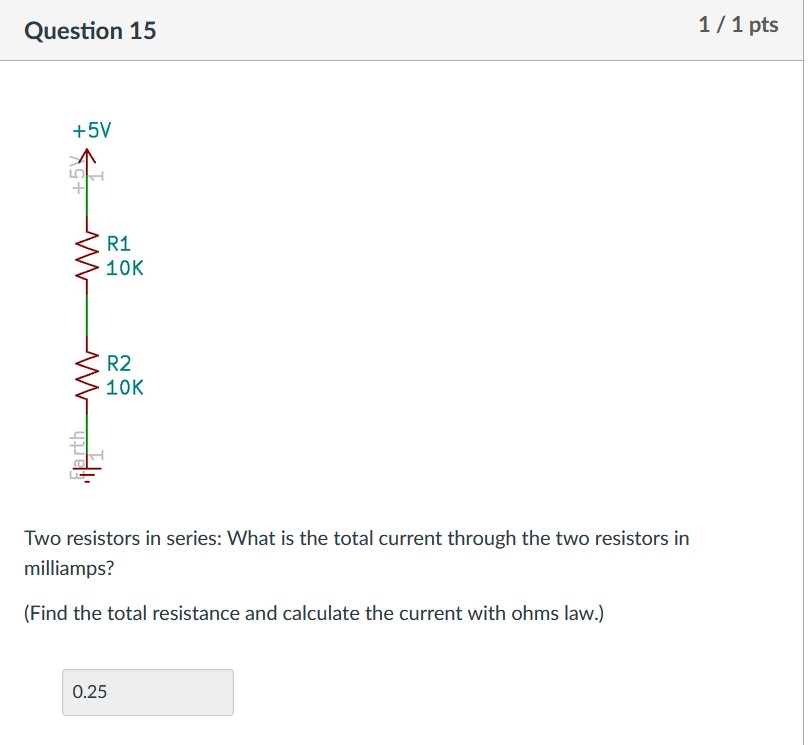 Question 15
1 / 1 pts
+5V
+5V
1
R1
10K
R2
10K
Earth
1
Two resistors in series: What is the total current through the two resistors in
milliamps?
(Find the total resistance and calculate the current with ohms law.)
0.25